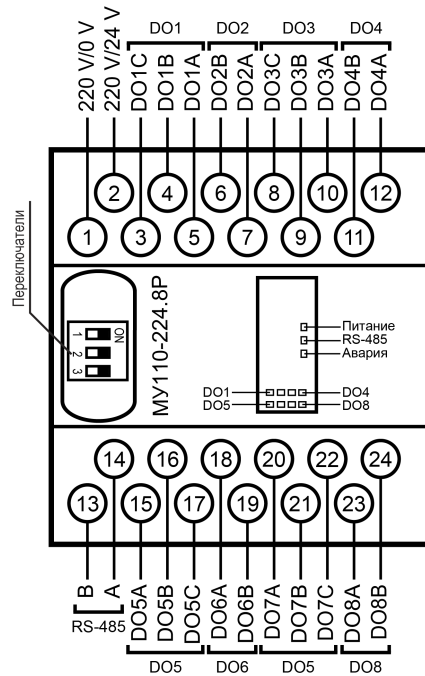 DO1 DO2 DO3 DO4
220 V/0 V
220 V/24 V
DO1C
DO1B
DO1A
DO2B
DO2A
DO3C
DO3B
DO3A
DO4B
DO4A
2 4 6 8 10 12
1 3 5 7 9 11
Переключатели
ON
1
2
3
МУ110-224.8Р
Питание
RS-485
Авария
DO1 DO4
DO5 DO8
14 16 18 20 22 24
13 15 17 19 21 23
B
A
DO5A
DO5B
DO5C
DO6A
DO6B
DO7A
DO7B
DO7C
DO8A
DO8B
RS-485
DO5 DO6 DO5 DO8